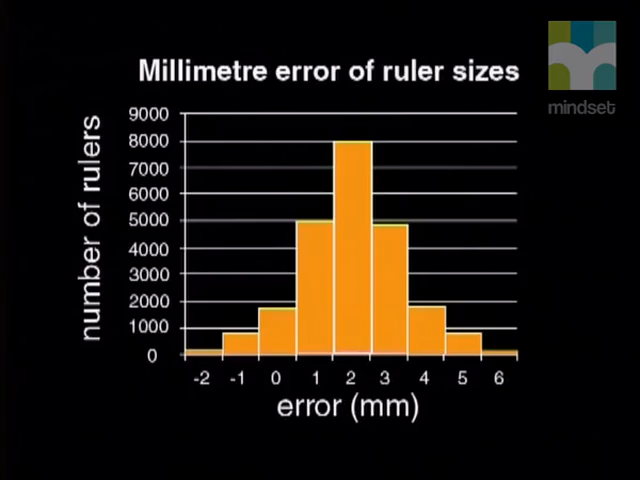 Millimetre error of ruler sizes
mindset
number of rulers
9000
8000
7000
6000
5000
4000
3000
2000
1000
0
-2 -1 0 1 2 3 4 5 6
error (mm)